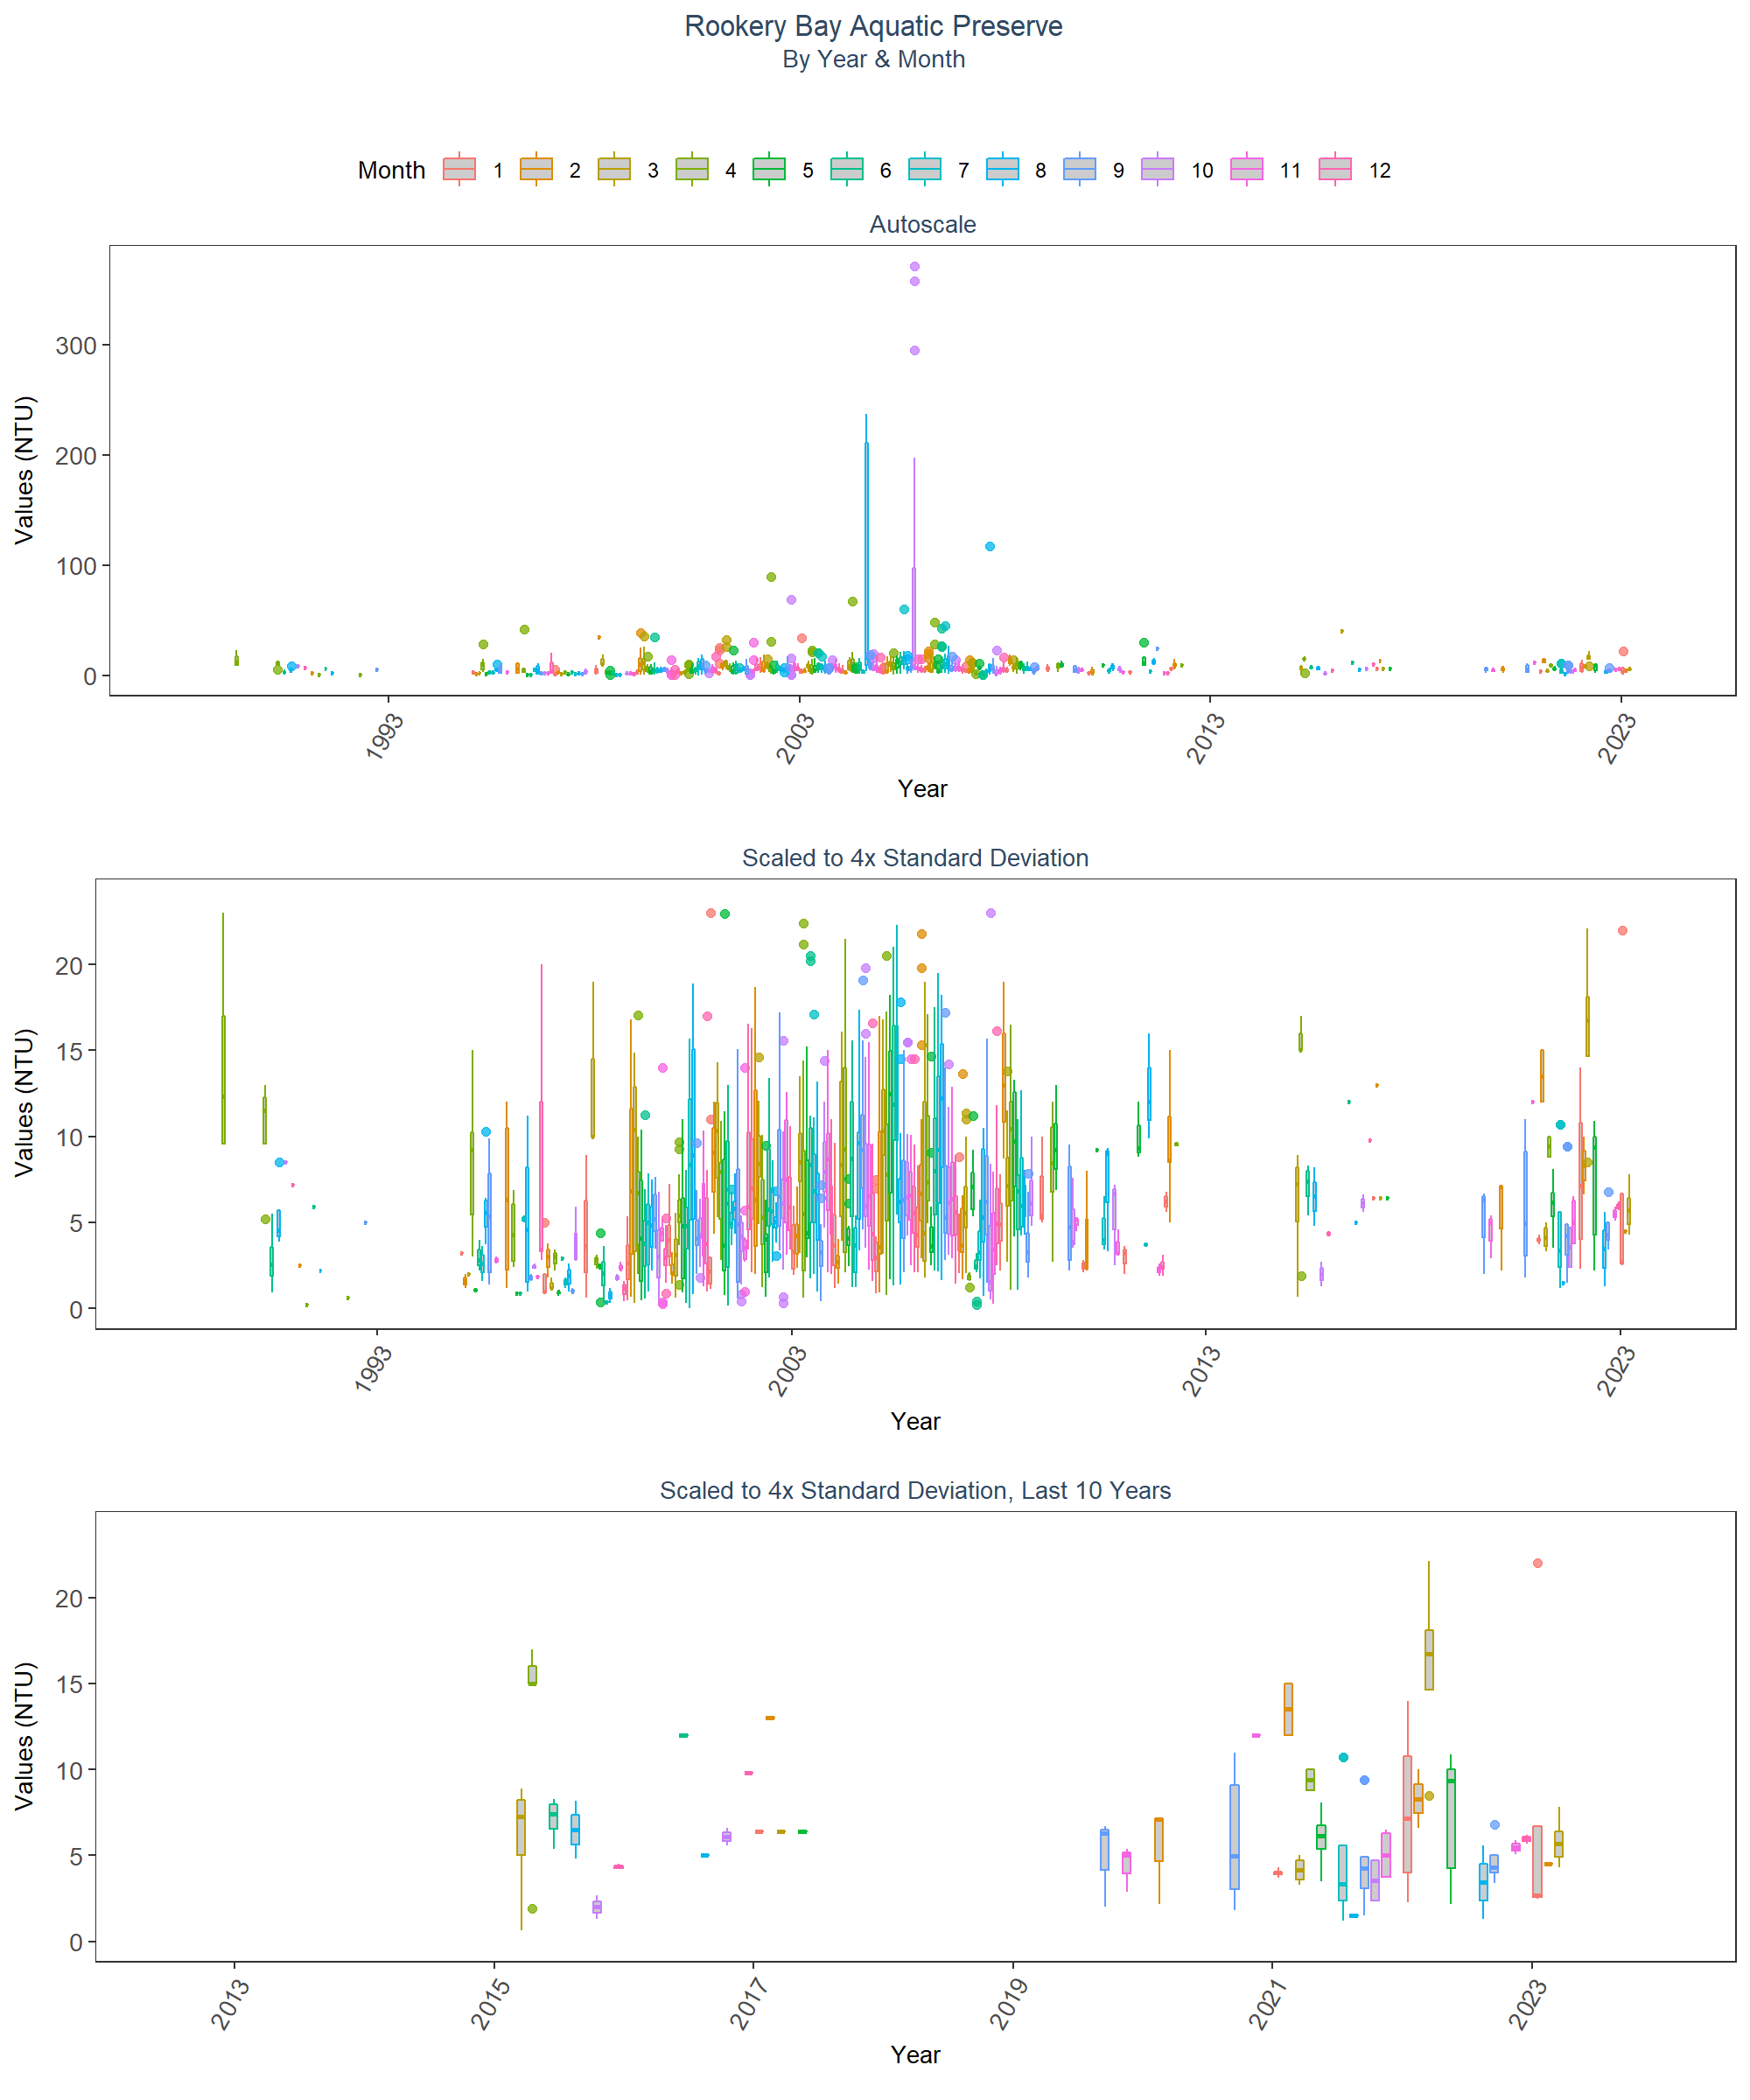 Rookery Bay Aquatic Preserve
By Year & Month
Month 1 2 3 4 5 6 7 8 9 10 11 12
Autoscale
Values (NTU)
300
200
100
0
1993 2003 2013 2023
Year
Scaled to 4x Standard Deviation
Values (NTU)
20
15
10
5
0
1993 2003 2013 2023
Year
Scaled to 4x Standard Deviation, Last 10 Years
Values (NTU)
20
15
10
5
0
2013 2015 2017 2019 2021 2023
Year